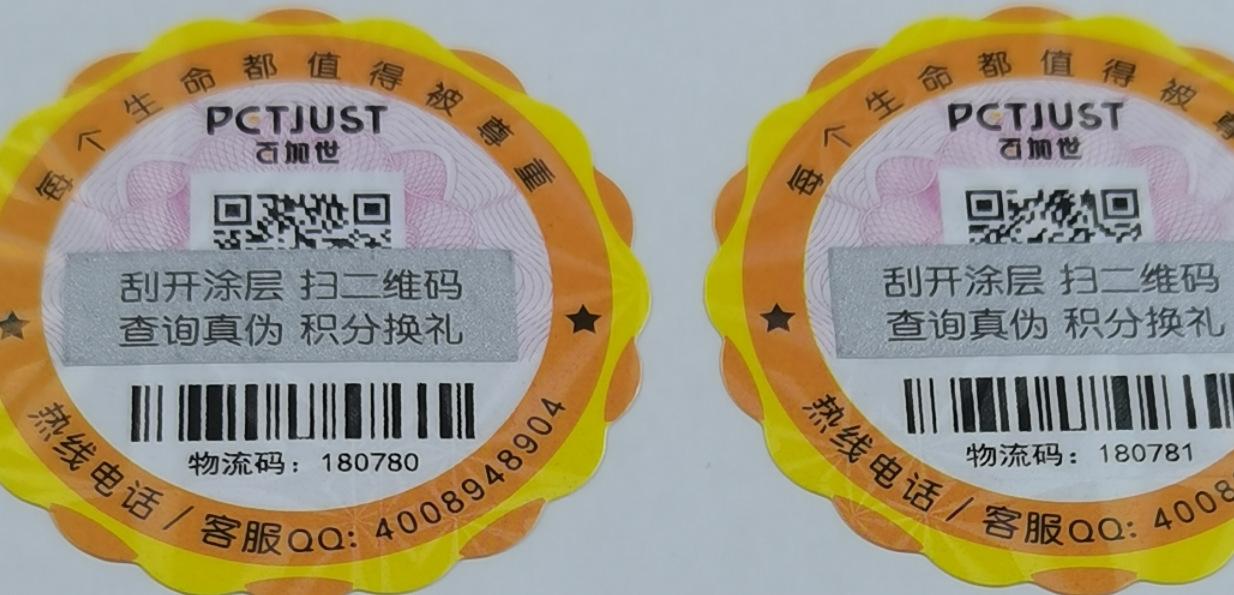 每个生命都值得被尊重
PCTJUST
百加世
刮开涂层 扫二维码
查询真伪 积分换礼
物流码：180780
热线电话/客服QQ: 4008948904
每个生命都值得被尊
PCTJUST
百加世
刮开涂层 扫二维码
查询真伪 积分换礼
物流码：180781
热线电话/客服QQ: 4008